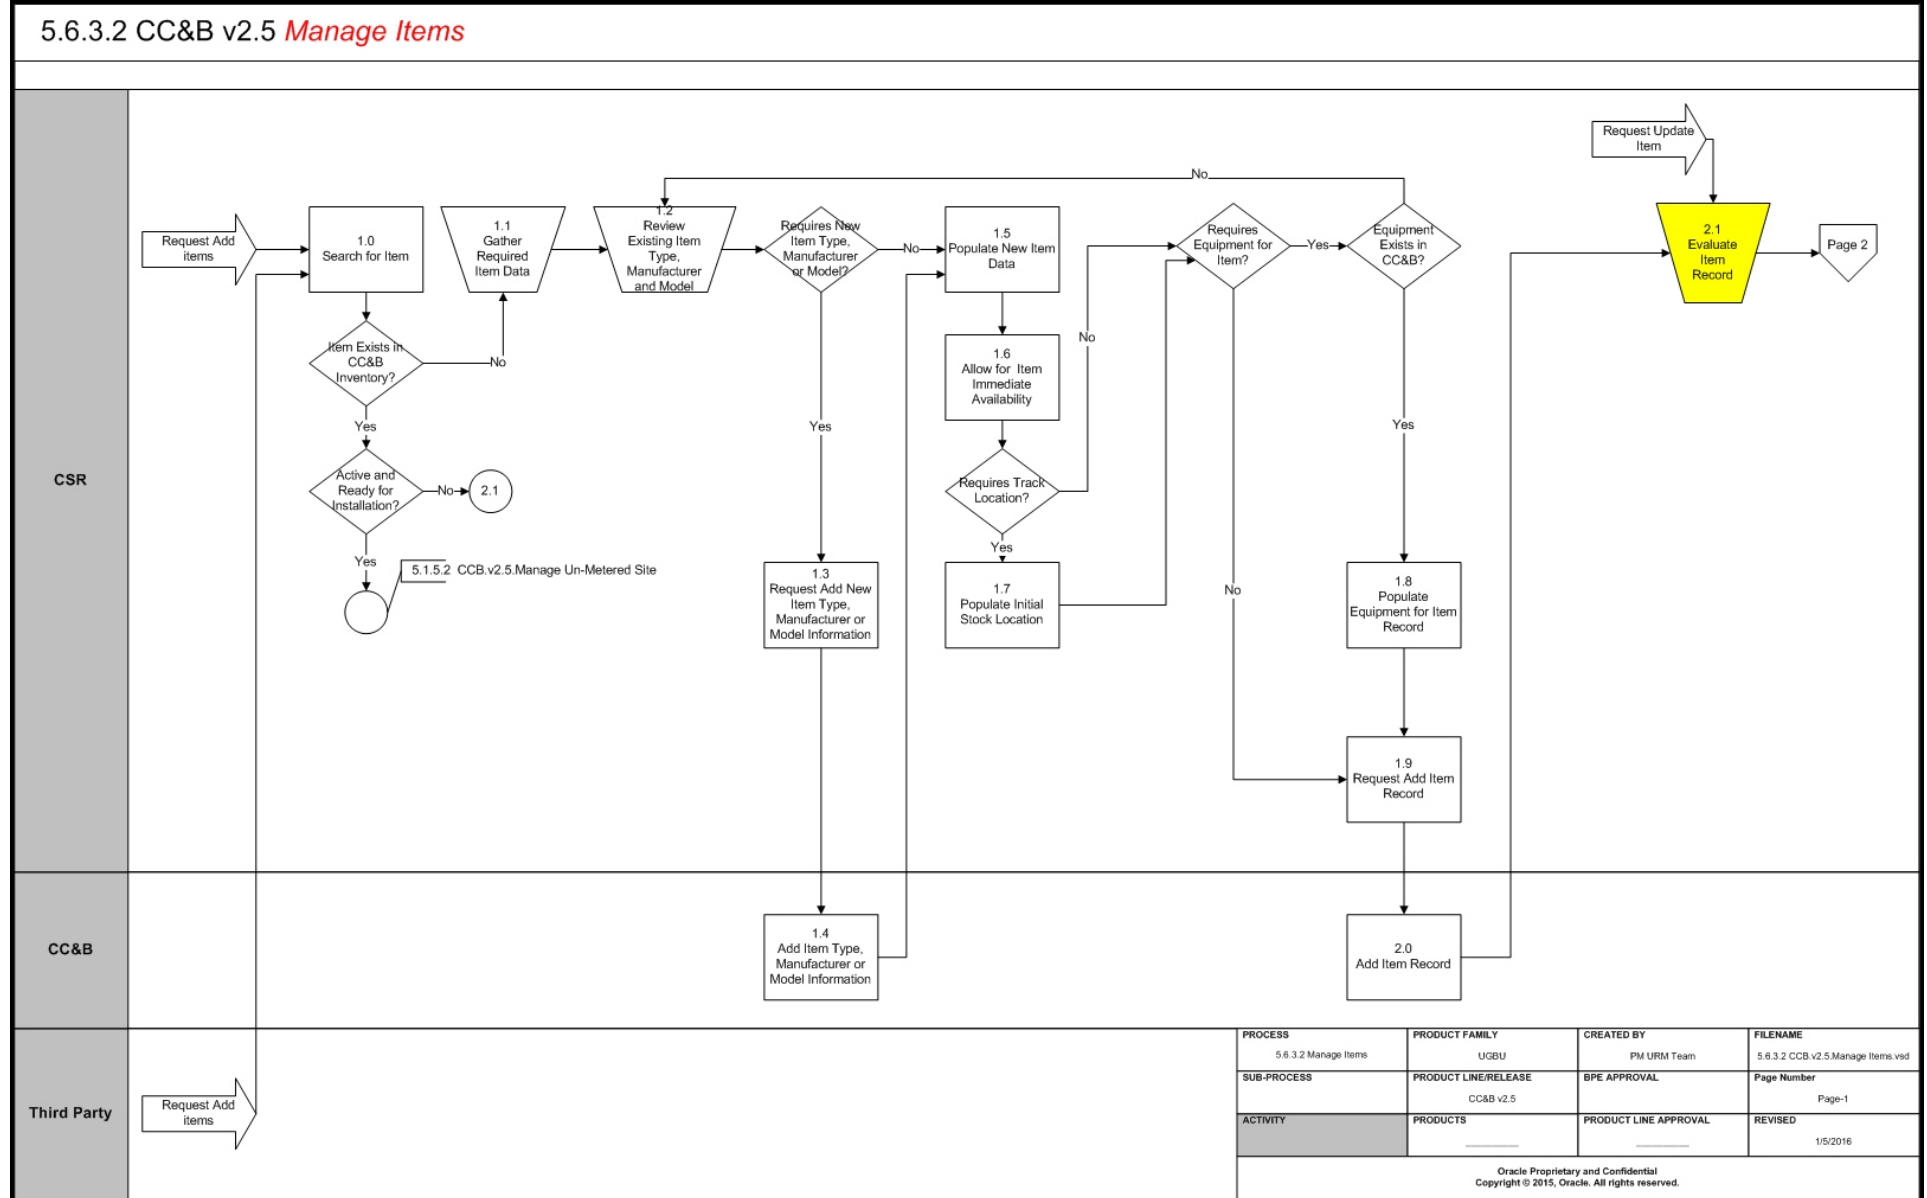 5.6.3.2 CC&B v2.5 Manage Items
CSR
Request Add
items
1.0
Search for Item
Item Exists in
CC&B
Inventory?
No
Yes
Active and
Ready for
Installation?
No
2.1
Yes
5.1.5.2 CCB.v2.5.Manage Un-Metered Site
1.1
Gather
Required
Item Data
1.2
Review
Existing Item
Type,
Manufacturer
and Model
Requires New
Item Type,
Manufacturer
or Model?
No
Yes
1.3
Request Add New
Item Type,
Manufacturer or
Model Information
1.5
Populate New Item
Data
1.6
Allow for Item
Immediate
Availability
Requires Track
Location?
No
Yes
1.7
Populate Initial
Stock Location
Requires
Equipment for
Item?
Yes
No
Equipment
Exists in
CC&B?
No
Yes
1.8
Populate
Equipment for Item
Record
1.9
Request Add Item
Record
Request Update
Item
2.1
Evaluate
Item
Record
Page 2
CC&B
1.4
Add Item Type,
Manufacturer or
Model Information
2.0
Add Item Record
Third Party
Request Add
items
PROCESS
5.6.3.2 Manage Items
PRODUCT FAMILY
UGBU
CREATED BY
PM URM Team
FILENAME
5.6.3.2 CCB.v2.5.Manage Items.vsd
SUB-PROCESS
PRODUCT LINE/RELEASE
CC&B v2.5
BPE APPROVAL
Page Number
Page-1
ACTIVITY
PRODUCTS
PRODUCT LINE APPROVAL
REVISED
1/5/2016
Oracle Proprietary and Confidential
Copyright © 2015, Oracle. All rights reserved.